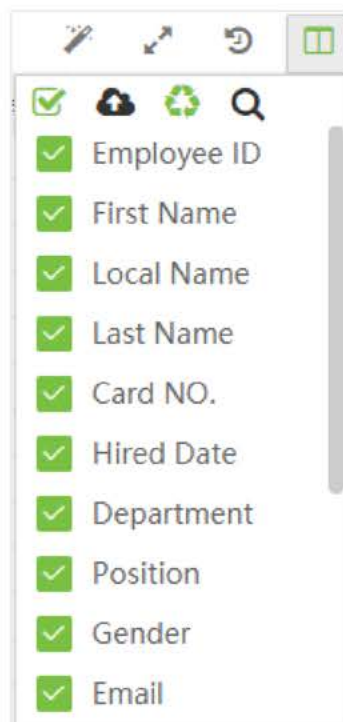 Employee ID
First Name
Local Name
Last Name
Card NO.
Hired Date
Department
Position
Gender
Email